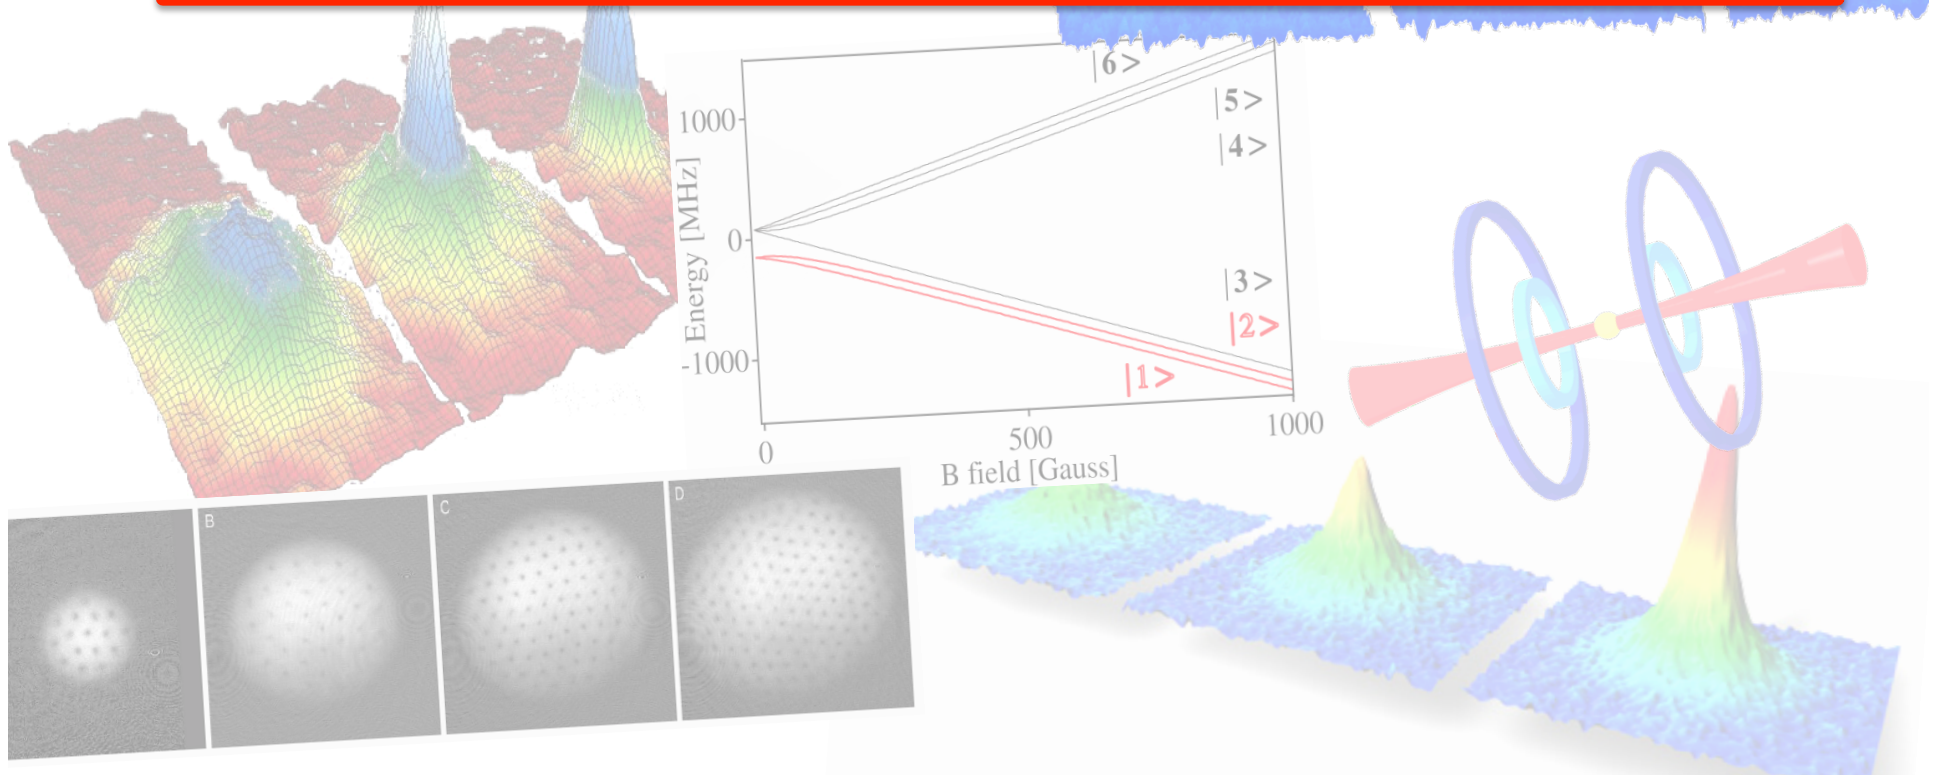 |6>
|5>
|4>
|3>
|2>
|1>
1000
0
-1000
Energy [MHz]
0
500
1000
B field [Gauss]
B
C
D